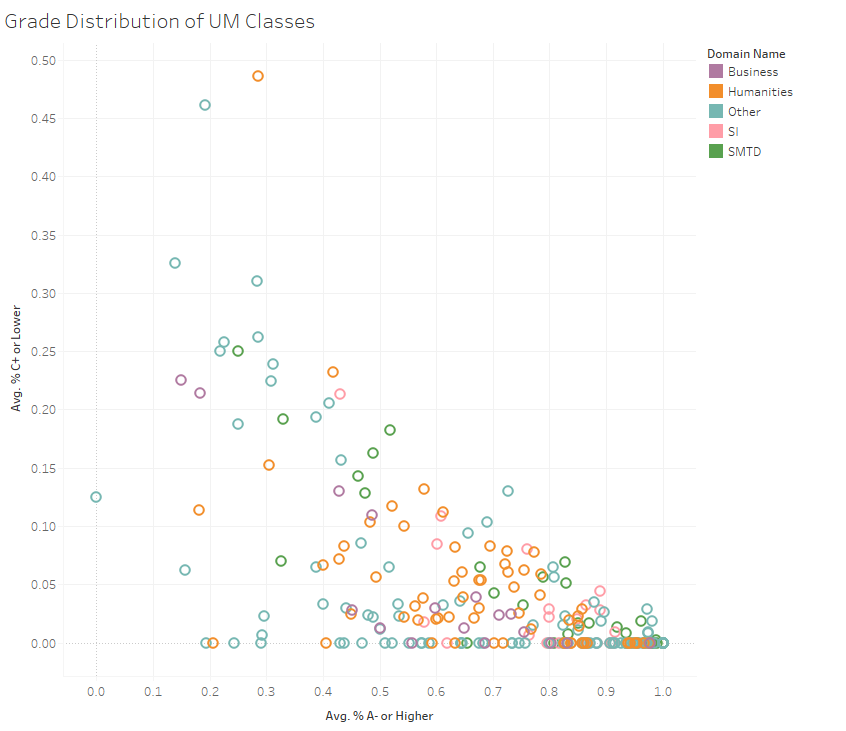 Grade Distribution of UM Classes
Domain Name
Business
Humanities
Other
SI
SMTD
Avg. % C+ or Lower
0.50
0.45
0.40
0.35
0.30
0.25
0.20
0.15
0.10
0.05
0.00
0.0 0.1 0.2 0.3 0.4 0.5 0.6 0.7 0.8 0.9 1.0
Avg. % A- or Higher